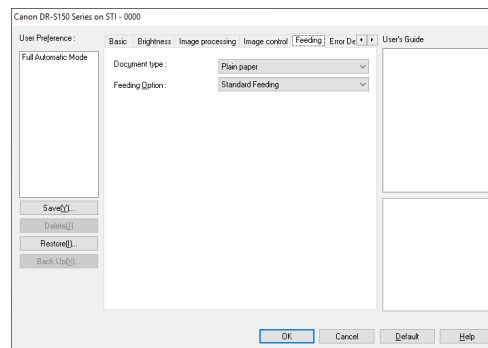 Canon DR-S150 Series on STI - 0000
User Preference :
Full Automatic Mode
Save(Y)...
Delete(J)
Restore(I)...
Back Up(X)...
Basic Brightness Image processing Image control Feeding Error De
Document type : Plain paper
Feeding Option : Standard Feeding
User's Guide
OK Cancel Default Help